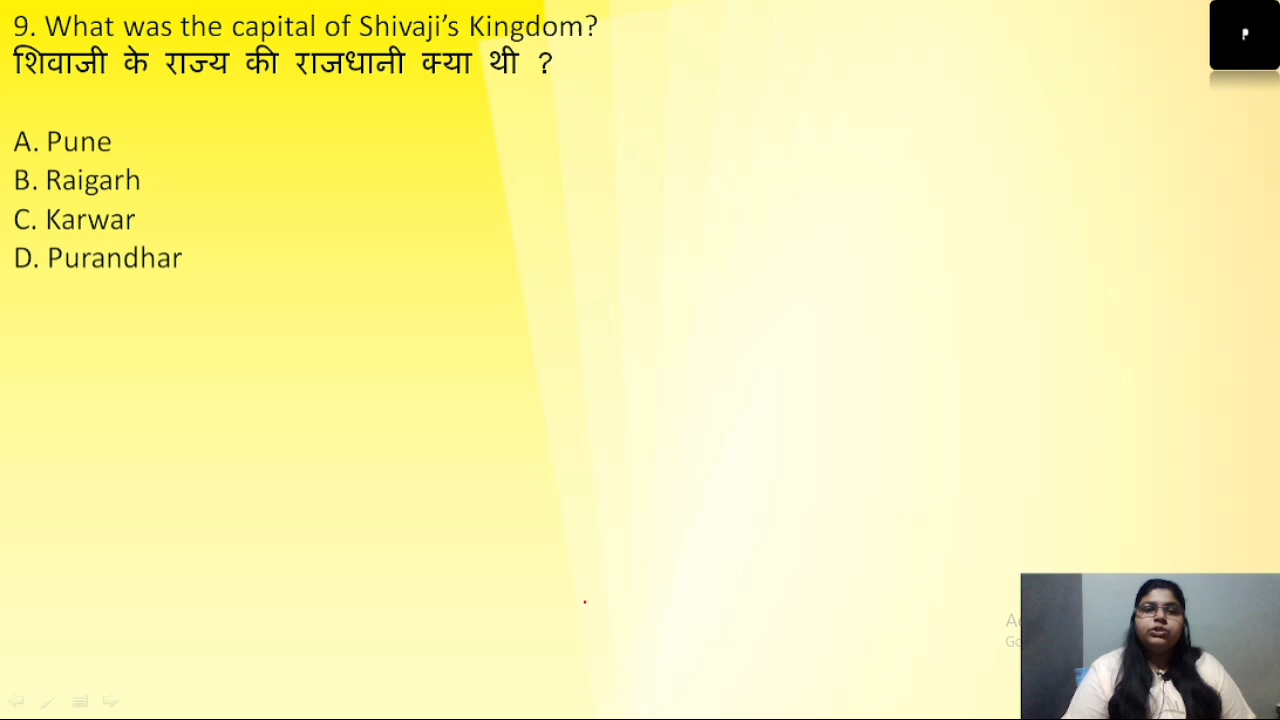 9. What was the capital of Shivaji’s Kingdom?
शिवाजी के राज्य की राजधानी क्या थी ?
A. Pune
B. Raigarh
C. Karwar
D. Purandhar